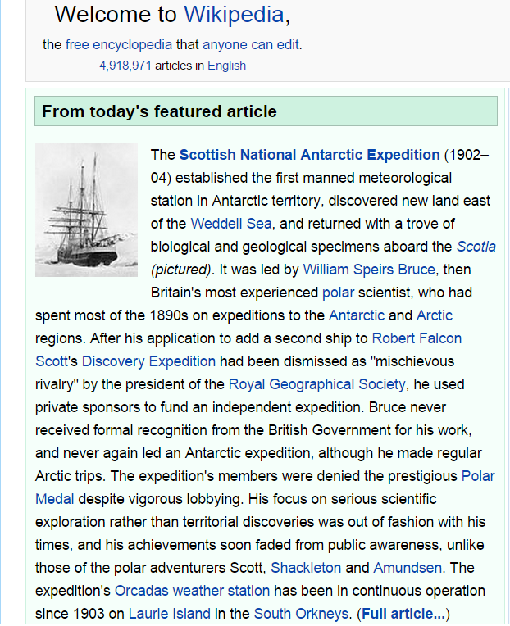 Welcome to Wikipedia,
the free encyclopedia that anyone can edit.
4,918,971 articles in English
From today's featured article
The Scottish National Antarctic Expedition (1902–
04) established the first manned meteorological
station in Antarctic territory, discovered new land east
of the Weddell Sea, and returned with a trove of
biological and geological specimens aboard the Scotia
(pictured). It was led by William Speirs Bruce, then
Britain's most experienced polar scientist, who had
spent most of the 1890s on expeditions to the Antarctic and Arctic
regions. After his application to add a second ship to Robert Falcon
Scott's Discovery Expedition had been dismissed as "mischievous
rivalry" by the president of the Royal Geographical Society, he used
private sponsors to fund an independent expedition. Bruce never
received formal recognition from the British Government for his work,
and never again led an Antarctic expedition, although he made regular
Arctic trips. The expedition's members were denied the prestigious Polar
Medal despite vigorous lobbying. His focus on serious scientific
exploration rather than territorial discoveries was out of fashion with his
times, and his achievements soon faded from public awareness, unlike
those of the polar adventurers Scott, Shackleton and Amundsen. The
expedition's Orcadas weather station has been in continuous operation
since 1903 on Laurie Island in the South Orkneys. (Full article...)